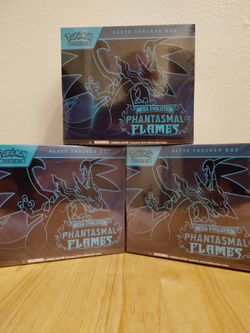 Pokémon
ELITE TRAINER BOX
MEGA EVOLUTION
PHANTASMAL
FLAMES
Pokémon
ELITE TRAINER BOX
MEGA EVOLUTION
PHANTASMAL
FLAMES
Pokémon
ELITE TRAINER BOX
MEGA EVOLUTION
PHANTASMAL
FLAMES